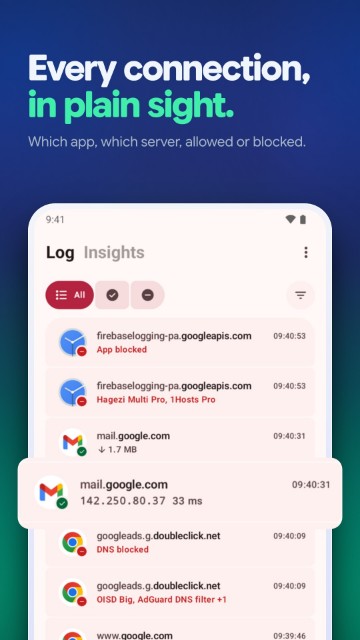 Every connection,
in plain sight.
Which app, which server, allowed or blocked.
9:41
Log Insights
All
firebaselogging-pa.googleapis.com 09:40:53
App blocked
firebaselogging-pa.googleapis.com 09:40:53
Hagezi Multi Pro, 1Hosts Pro
mail.google.com 09:40:31
↓ 1.7 MB
mail.google.com 09:40:31
142.250.80.37 33 ms
googleads.g.doubleclick.net 09:40:09
DNS blocked
googleads.g.doubleclick.net 09:40:09
OISD Big, AdGuard DNS filter +1
www.google.com 09:39:46